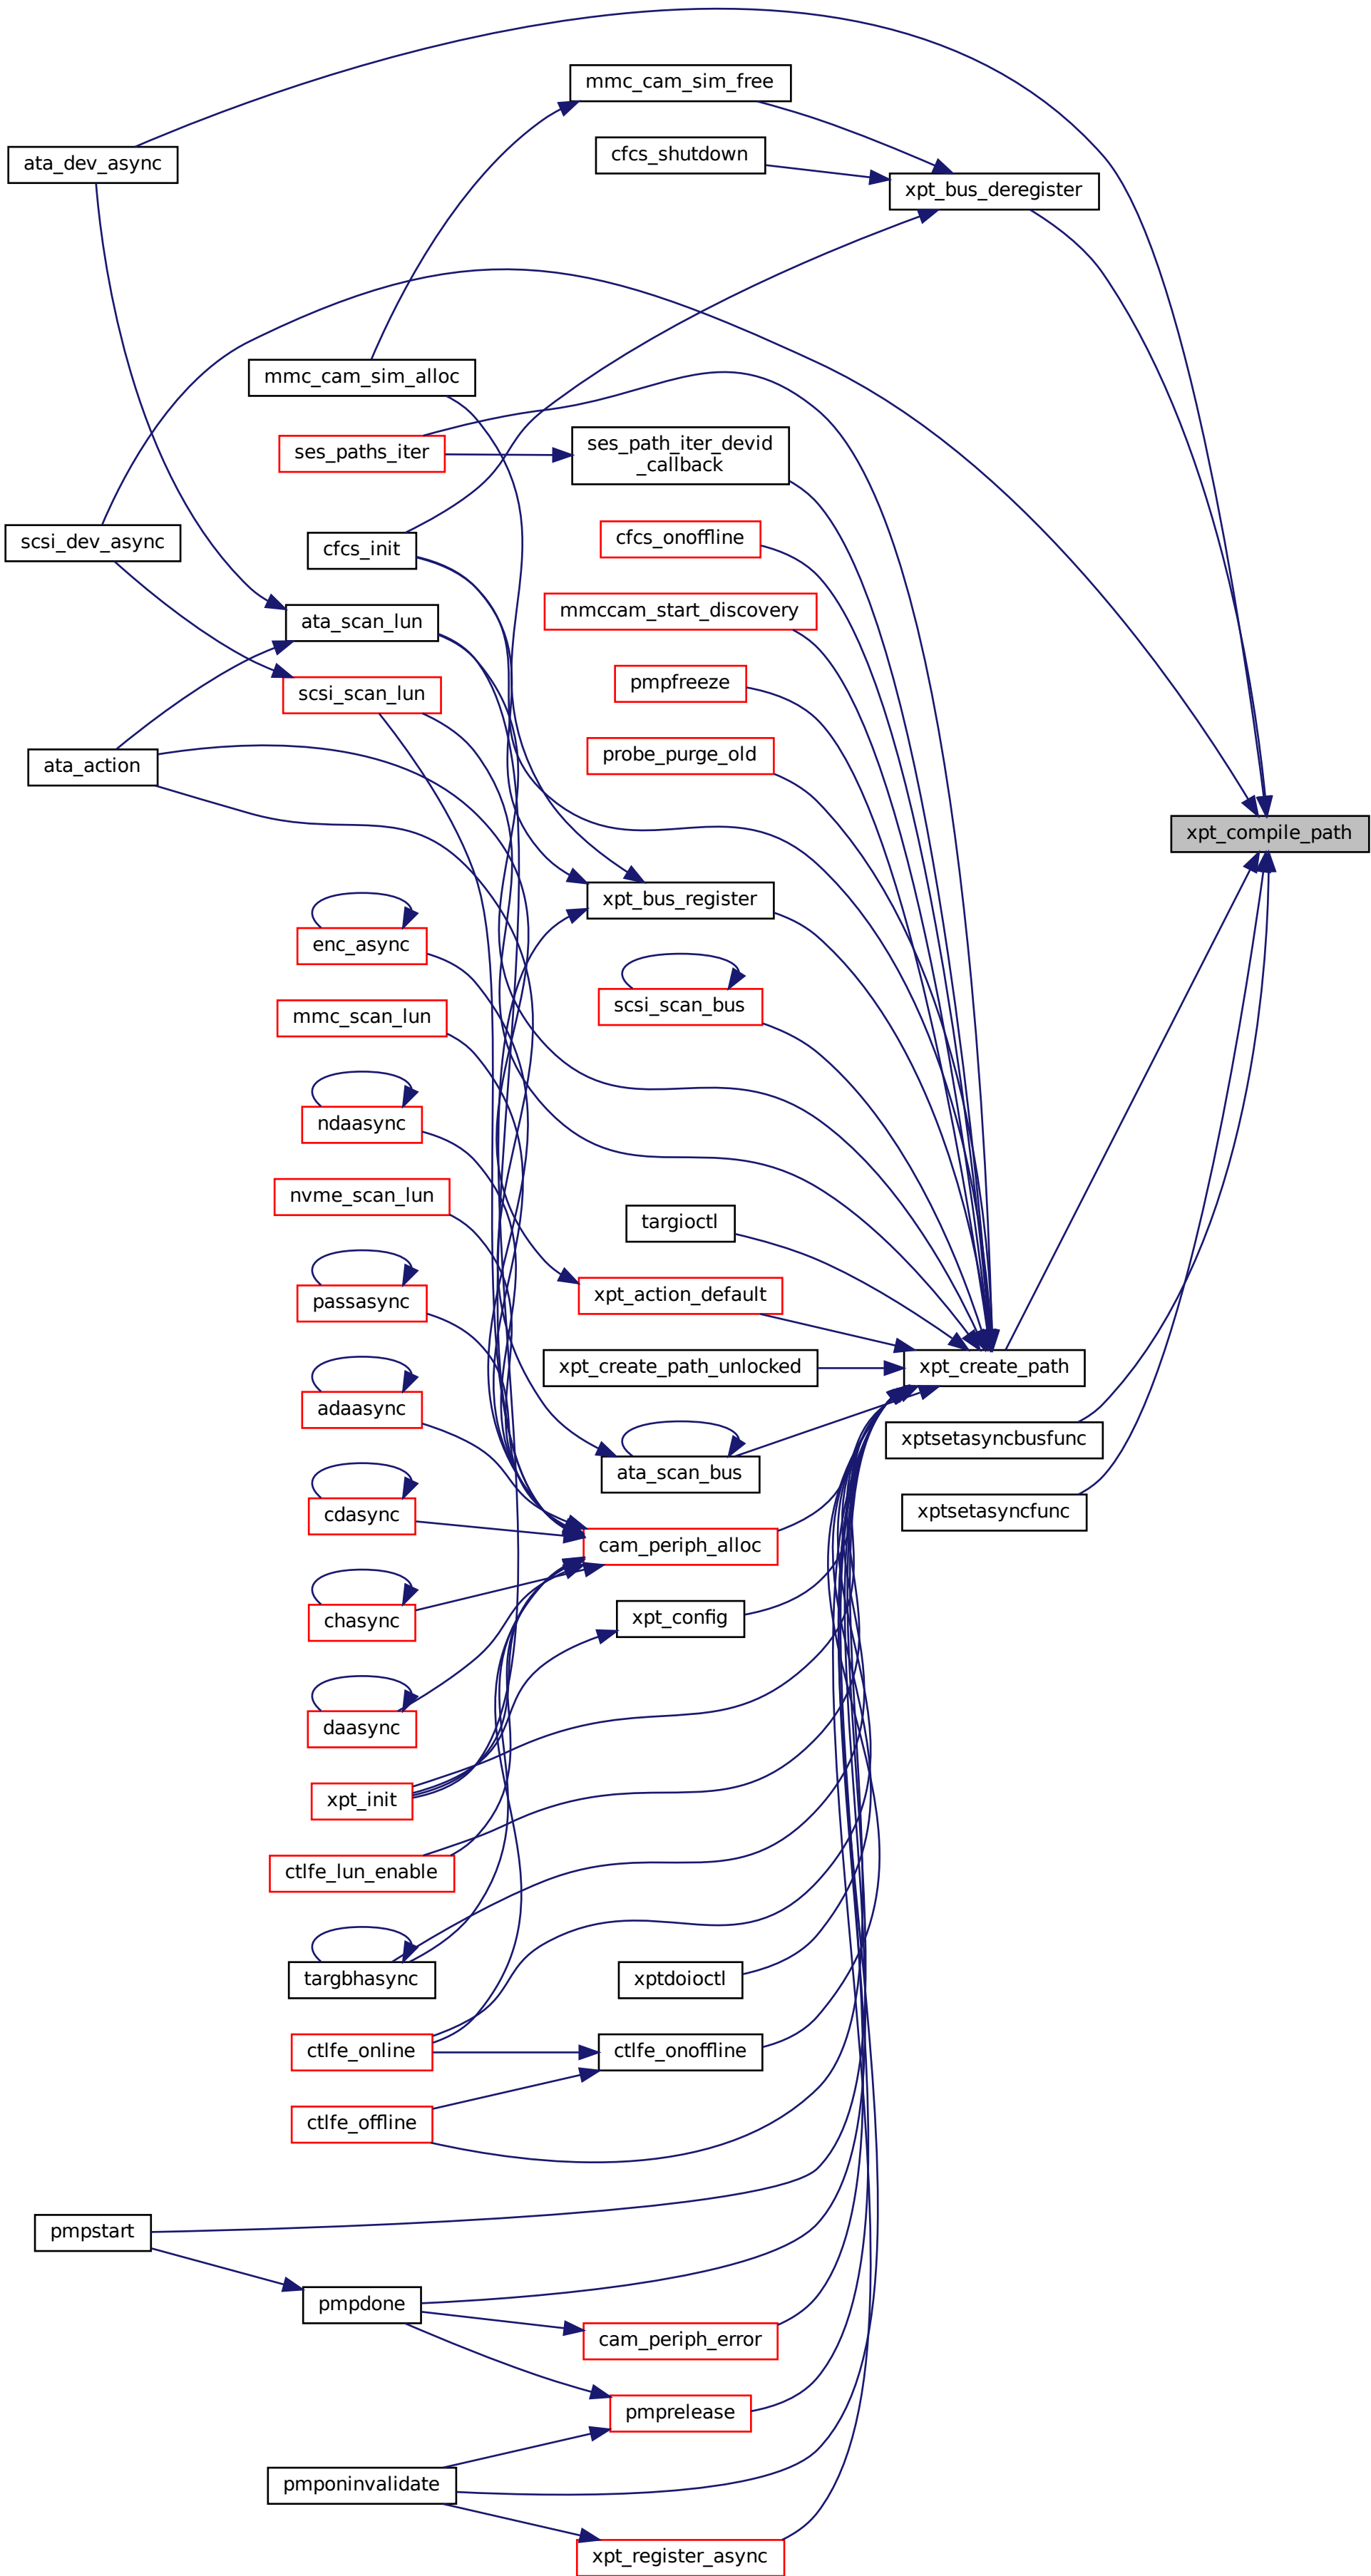 mmc_cam_sim_free
cfcs_shutdown
ata_dev_async
xpt_bus_deregister
mmc_cam_sim_alloc
ses_paths_iter
ses_path_iter_devid
_callback
cfcs_onoffline
scsi_dev_async
cfcs_init
mmccam_start_discovery
ata_scan_lun
pmpfreeze
scsi_scan_lun
probe_purge_old
ata_action
xpt_compile_path
xpt_bus_register
enc_async
scsi_scan_bus
mmc_scan_lun
ndaasync
nvme_scan_lun
targioctl
passasync
xpt_action_default
xpt_create_path_unlocked
xpt_create_path
adaasync
xptsetasyncbusfunc
ata_scan_bus
cdasync
xptsetasyncfunc
cam_periph_alloc
chasync
xpt_config
daasync
xpt_init
ctlfe_lun_enable
targbhasync
xptdoioctl
ctlfe_online
ctlfe_onoffline
ctlfe_offline
pmpstart
pmpdone
cam_periph_error
pmprelease
pmponinvalidate
xpt_register_async